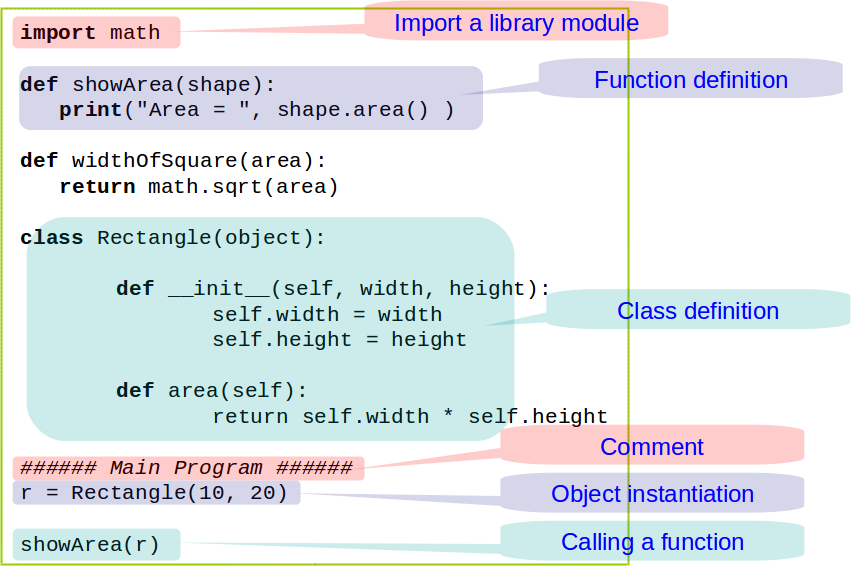 import math
Import a library module
def showArea(shape):
Function definition
print("Area = ", shape.area() )
def widthOfSquare(area):
return math.sqrt(area)
class Rectangle(object):
def __init__(self, width, height):
self.width = width
Class definition
self.height = height
def area(self):
return self.width * self.height
Comment
###### Main Program ######
r = Rectangle(10, 20)
Object instantiation
showArea(r)
Calling a function